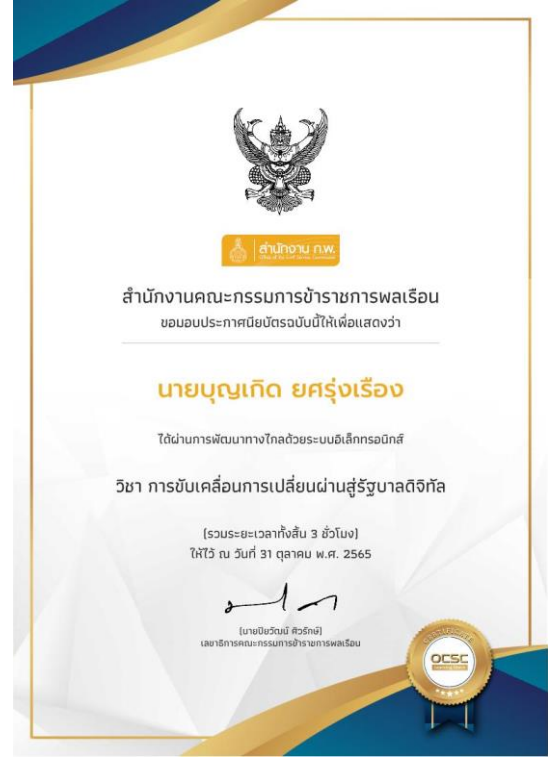 สำนักงาน ก.พ.
Office of the Civil Service Commission
สำนักงานคณะกรรมการข้าราชการพลเรือน
ขอมอบประกาศนียบัตรฉบับนี้ให้เพื่อแสดงว่า
นายบุญเกิด ยศรุ่งเรือง
ได้ผ่านการพัฒนาทางไกลด้วยระบบอิเล็กทรอนิกส์
วิชา การขับเคลื่อนการเปลี่ยนผ่านสู่รัฐบาลดิจิทัล
(รวมระยะเวลาทั้งสิ้น 3 ชั่วโมง)
ให้ไว้ ณ วันที่ 31 ตุลาคม พ.ศ. 2565
(นายปิยวัฒน์ ศิวรักษ์)
เลขาธิการคณะกรรมการข้าราชการพลเรือน
CERTIFICATE
OCSC